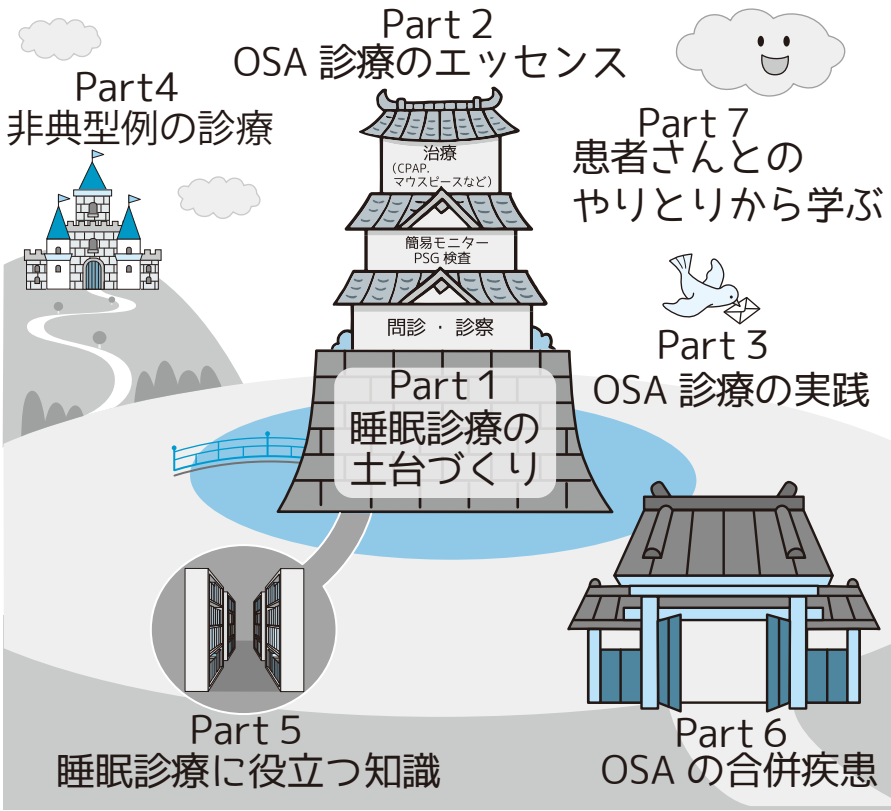 Part 2
OSA 診療のエッセンス
Part4
非典型例の診療
Part 7
患者さんとの
やりとりから学ぶ
治療
(CPAP,
マウスピースなど)
簡易モニター
PSG 検査
問診 ・ 診察
Part 3
OSA 診療の実践
Part 1
睡眠診療の
土台づくり
Part 5
睡眠診療に役立つ知識
Part 6
OSA の合併疾患